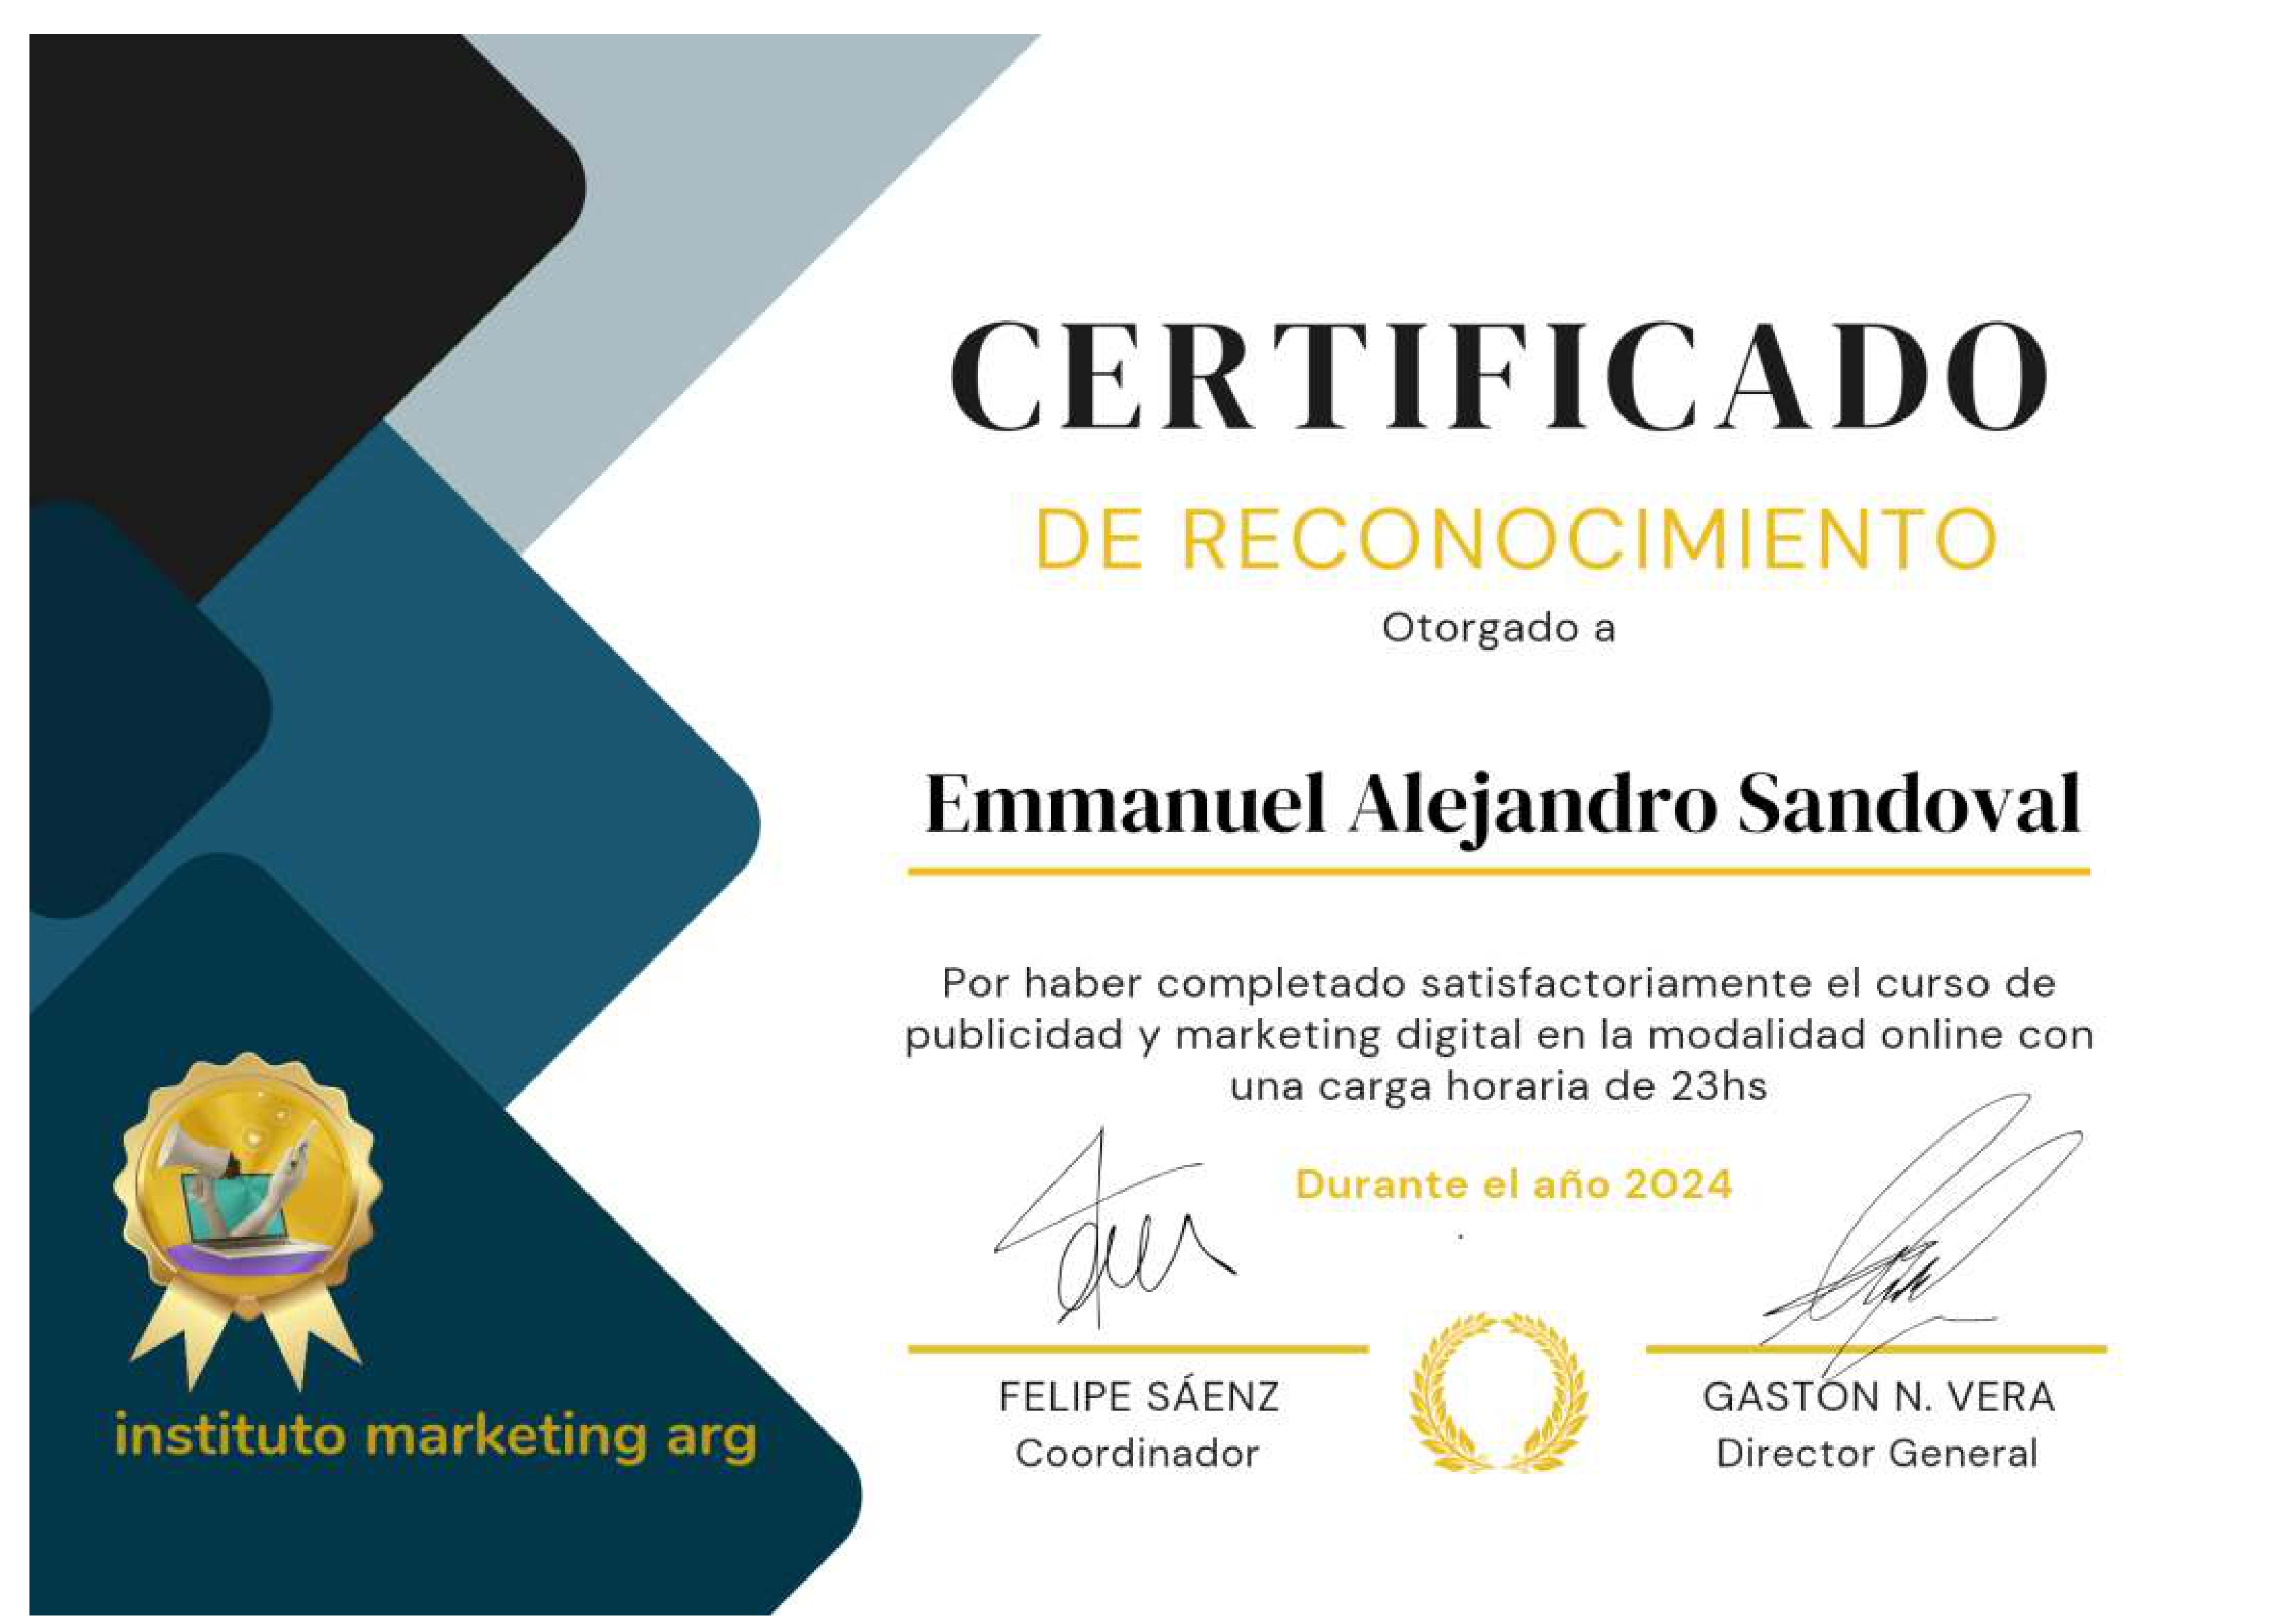 CERTIFICADO
DE RECONOCIMIENTO
Otorgado a
Emmanuel Alejandro Sandoval
Por haber completado satisfactoriamente el curso de
publicidad y marketing digital en la modalidad online con
una carga horaria de 23hs
Durante el año 2024
FELIPE SÁENZ
Coordinador
GASTÓN N. VERA
Director General
instituto marketing arg